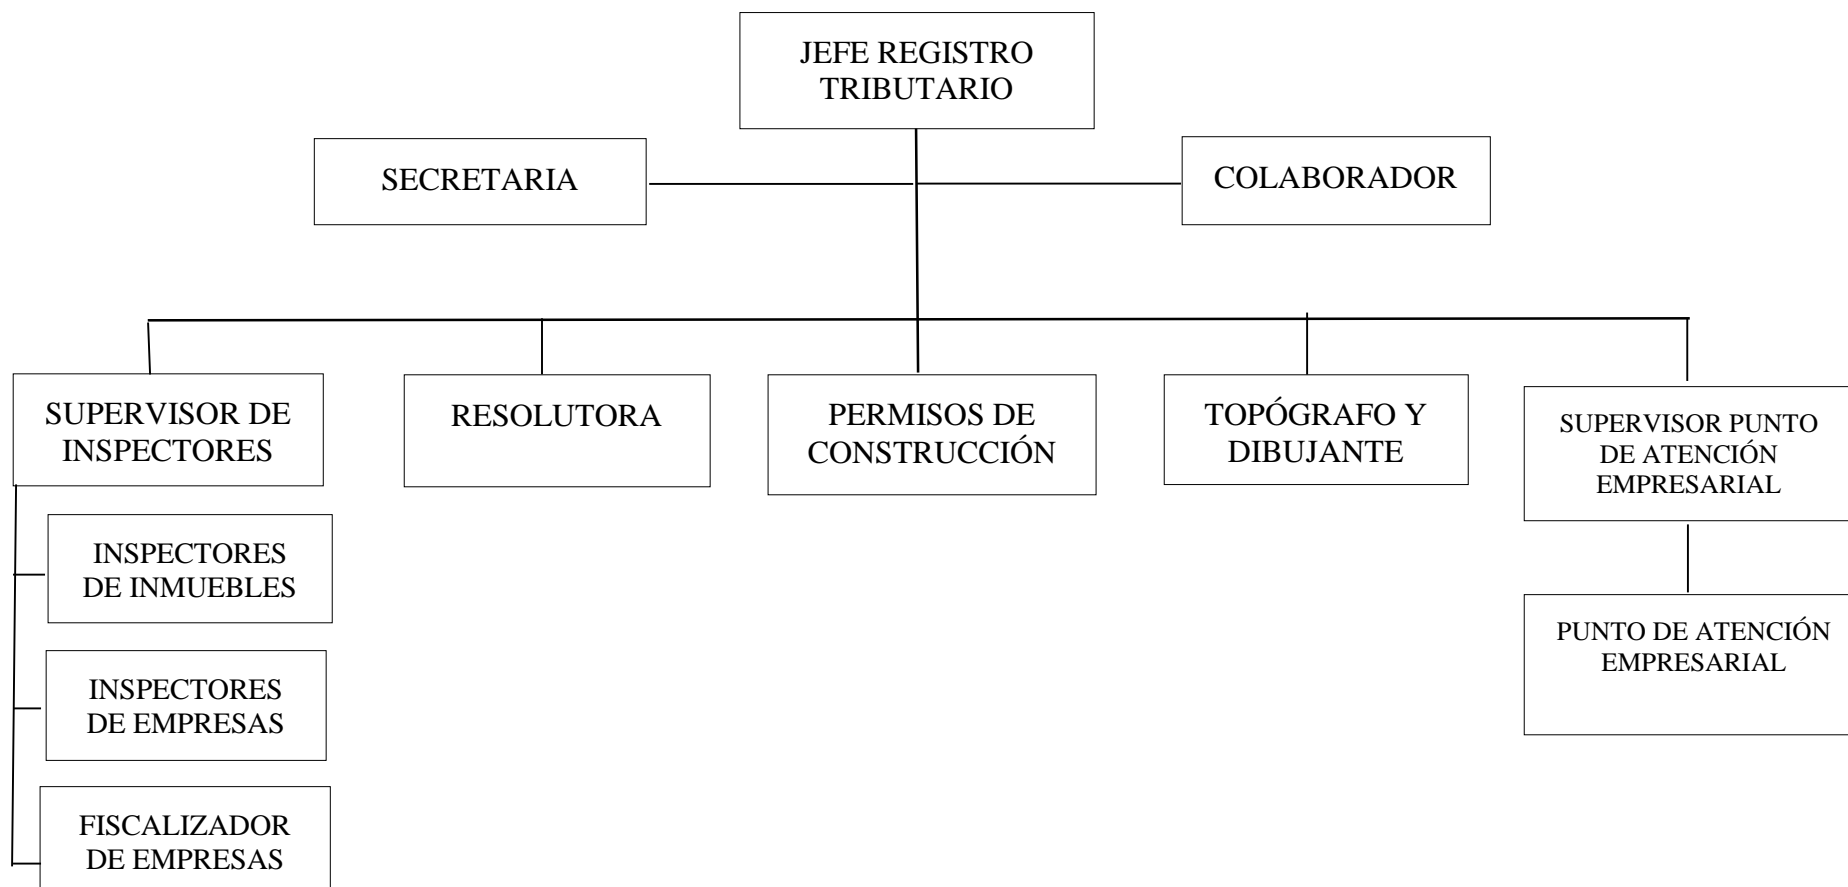 JEFE REGISTRO
TRIBUTARIO
SECRETARIA
COLABORADOR
SUPERVISOR DE
INSPECTORES
RESOLUTORA
PERMISOS DE
CONSTRUCCIÓN
TOPÓGRAFO Y
DIBUJANTE
SUPERVISOR PUNTO
DE ATENCIÓN
EMPRESARIAL
INSPECTORES
DE INMUEBLES
PUNTO DE ATENCIÓN
EMPRESARIAL
INSPECTORES
DE EMPRESAS
FISCALIZADOR
DE EMPRESAS